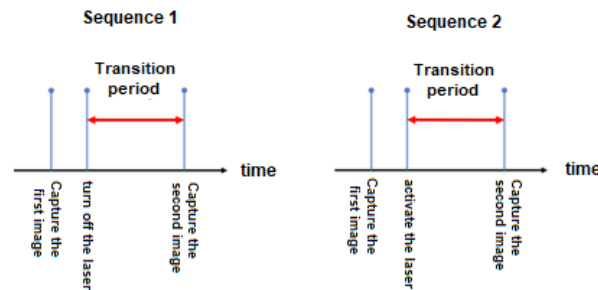 Sequence 1
Transition
period
time
Capture the
first image
turn off the laser
Capture the
second image
Sequence 2
Transition
period
time
Capture the
first image
activate the laser
Capture the
second image